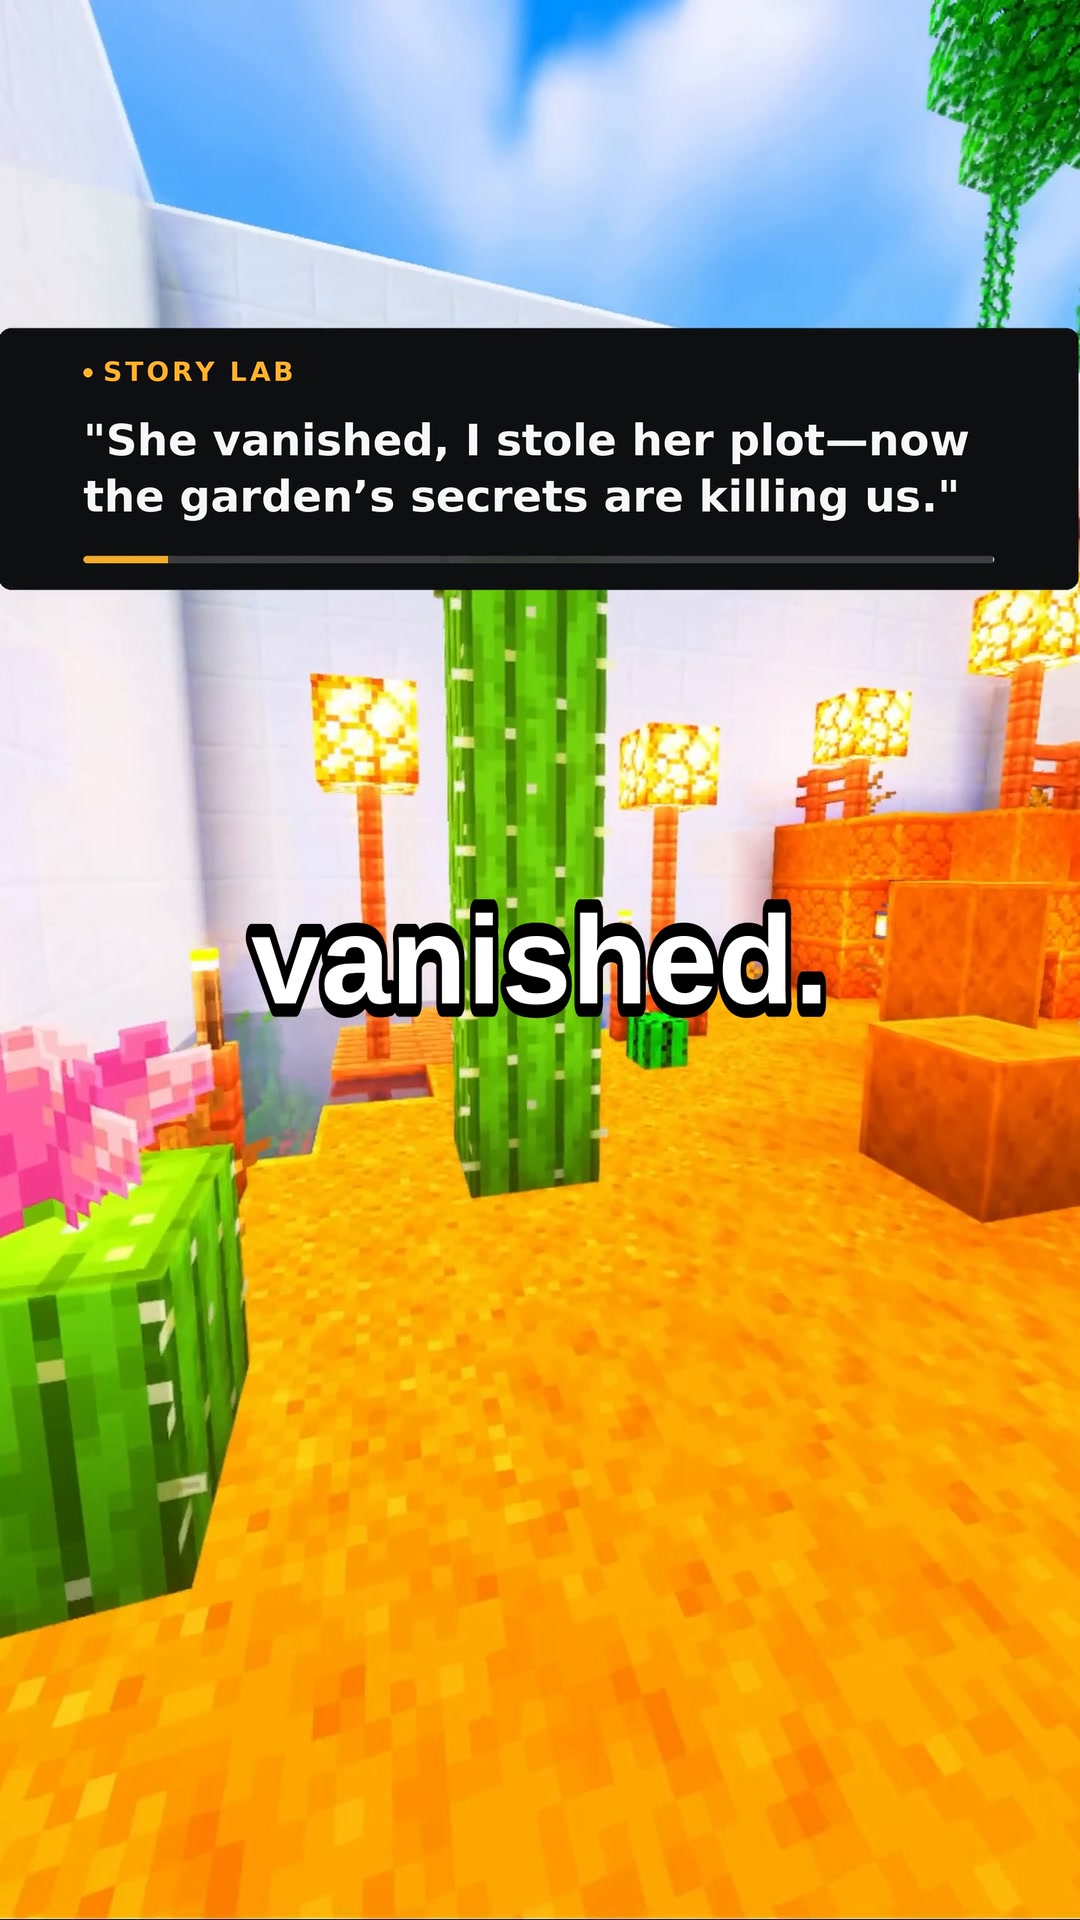 • STORY LAB
"She vanished, I stole her plot—now
the garden’s secrets are killing us."
vanished.